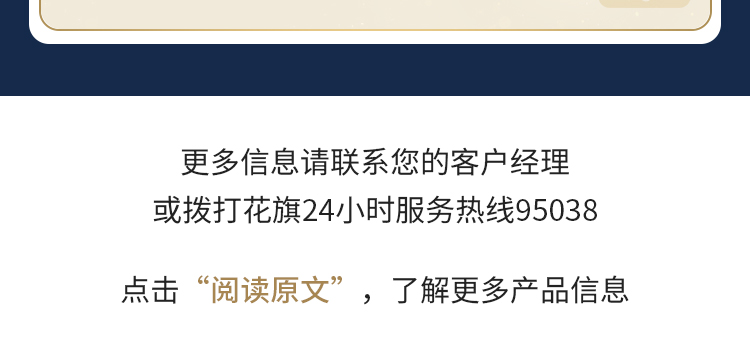 更多信息请联系您的客户经理
或拨打花旗24小时服务热线95038
点击“阅读原文”，了解更多产品信息